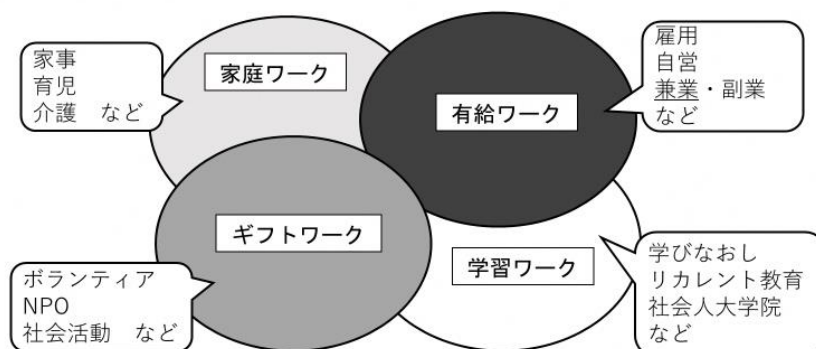 家事
育児
介護　など
家庭ワーク
有給ワーク
雇用
自営
兼業・副業
など
ギフトワーク
学習ワーク
ボランティア
NPO
社会活動　など
学びなおし
リカレント教育
社会人大学院
など